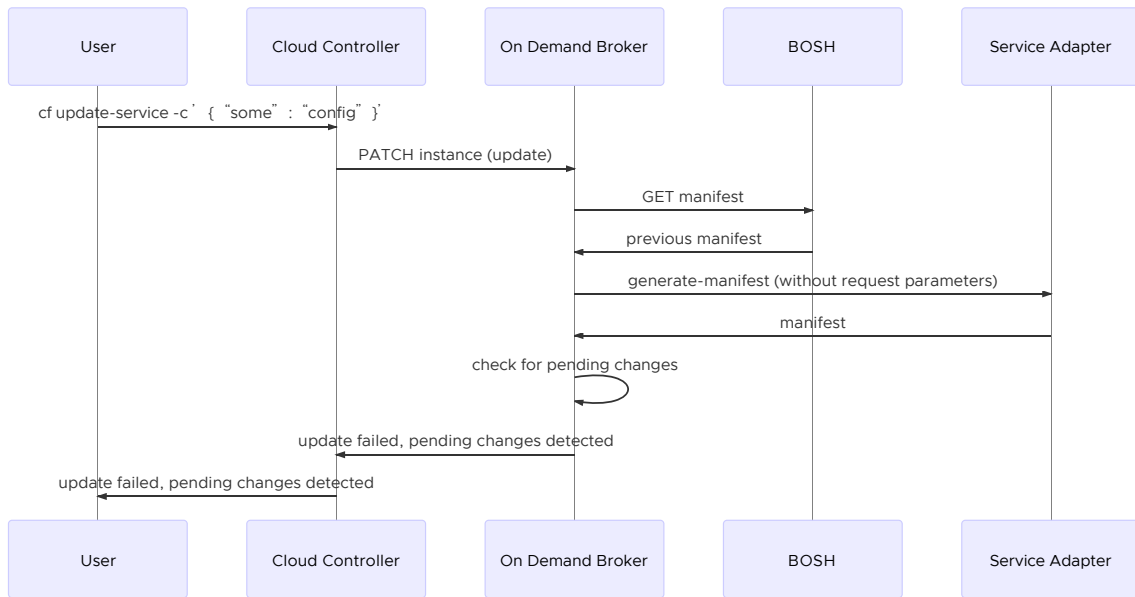 User
Cloud Controller
On Demand Broker
BOSH
Service Adapter
cf update-service -c ’ { “some” : “config” }’
PATCH instance (update)
GET manifest
previous manifest
generate-manifest (without request parameters)
manifest
check for pending changes
update failed, pending changes detected
update failed, pending changes detected
User
Cloud Controller
On Demand Broker
BOSH
Service Adapter